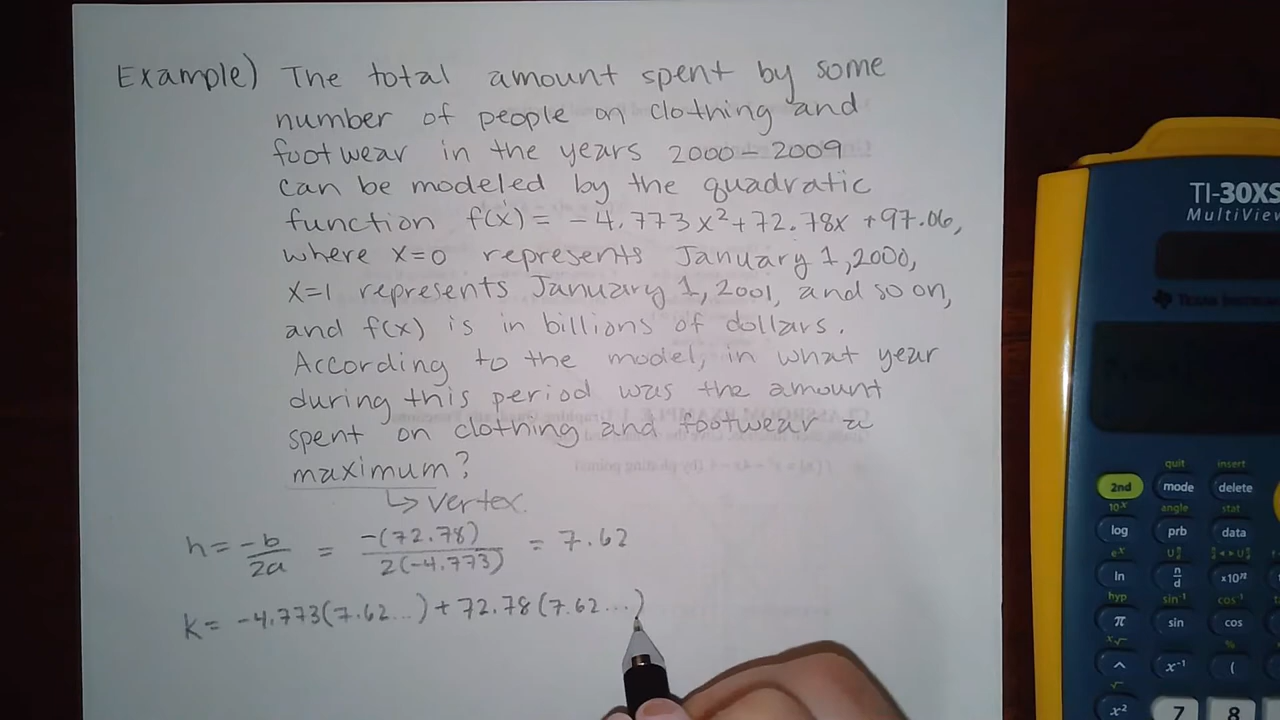 Example) The total amount spent by some
number of people on clothing and
footwear in the years 2000-2009
can be modeled by the quadratic
function f(x) = -4.773x²+72.78x +97.06,
where x=0 represents January 1, 2000,
x=1 represents January 1, 2001, and so on,
and f(x) is in billions of dollars.
According to the model, in what year
during this period was the amount
spent on clothing and footwear a
maximum?
↳ vertex.
h = -b/2a = -(72.78)/2(-4.773) = 7.62
k = -4.773(7.62...) + 72.78(7.62...)
TI-30XS
MultiView
quit insert
2nd mode delete
10ˣ angle stat
log prb data
eˣ
ln n/d ×10ⁿ
hyp sin⁻¹ cos⁻¹
π sin cos
ˣ√ %
^ x⁻¹ (
√
x² 7 8